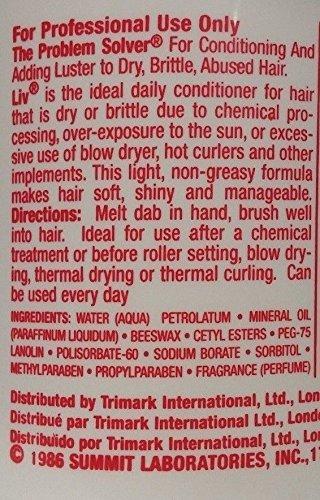 For Professional Use Only
The Problem Solver® For Conditioning And
Adding Luster to Dry, Brittle, Abused Hair.
Liv® is the ideal daily conditioner for hair
that is dry or brittle due to chemical pro-
cessing, over-exposure to the sun, or exces-
sive use of blow dryer, hot curlers and other
implements. This light, non-greasy formula
makes hair soft, shiny and manageable.
Directions: Melt dab in hand, brush well
into hair. Ideal for use after a chemical
treatment or before roller setting, blow dry-
ing, thermal drying or thermal curling. Can
be used every day
INGREDIENTS: WATER (AQUA) PETROLATUM • MINERAL OIL
(PARAFFINUM LIQUIDUM) • BEESWAX • CETYL ESTERS • PEG-75
LANOLIN • POLISORBATE-60 • SODIUM BORATE • SORBITOL •
METHYLPARABEN • PROPYLPARABEN • FRAGRANCE (PERFUME)
Distributed by Trimark International, Ltd., Lon
Distribué par Trimark International, Ltd., Lond
Distribuido por Trimark International, Ltd., Lon
© 1986 SUMMIT LABORATORIES, INC., 1